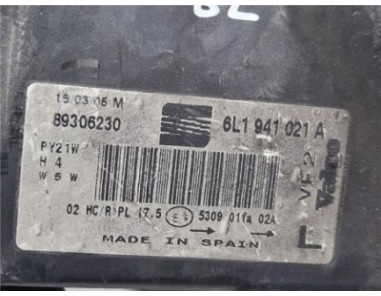 15 03 05 M
89306230
6L1 941 021 A
PY21W
H 4
W 5 W
VF2
Valeo
L
02 HC/R PL 17.5 5309 01fa 02A
MADE IN SPAIN